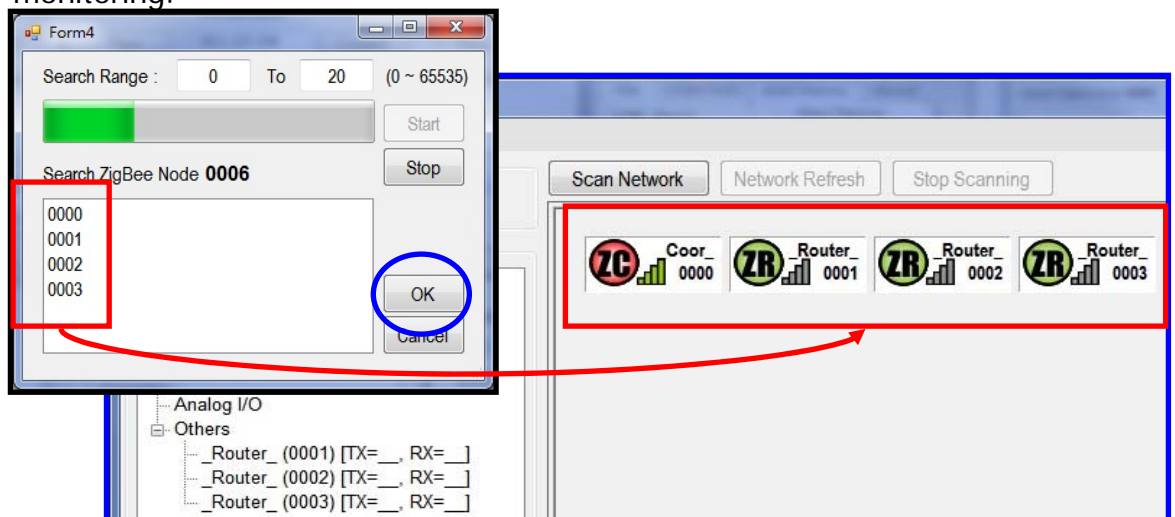 Form4
Search Range : 0 To 20 (0 ~ 65535)
Start
Search ZigBee Node 0006
Stop
0000
0001
0002
0003
OK
Cancel
Scan Network Network Refresh Stop Scanning
ZC Coor_ 0000
ZR _Router_ 0001
ZR _Router_ 0002
ZR _Router_ 0003
Analog I/O
Others
_Router_ (0001) [TX=__, RX=__]
_Router_ (0002) [TX=__, RX=__]
_Router_ (0003) [TX=__, RX=__]